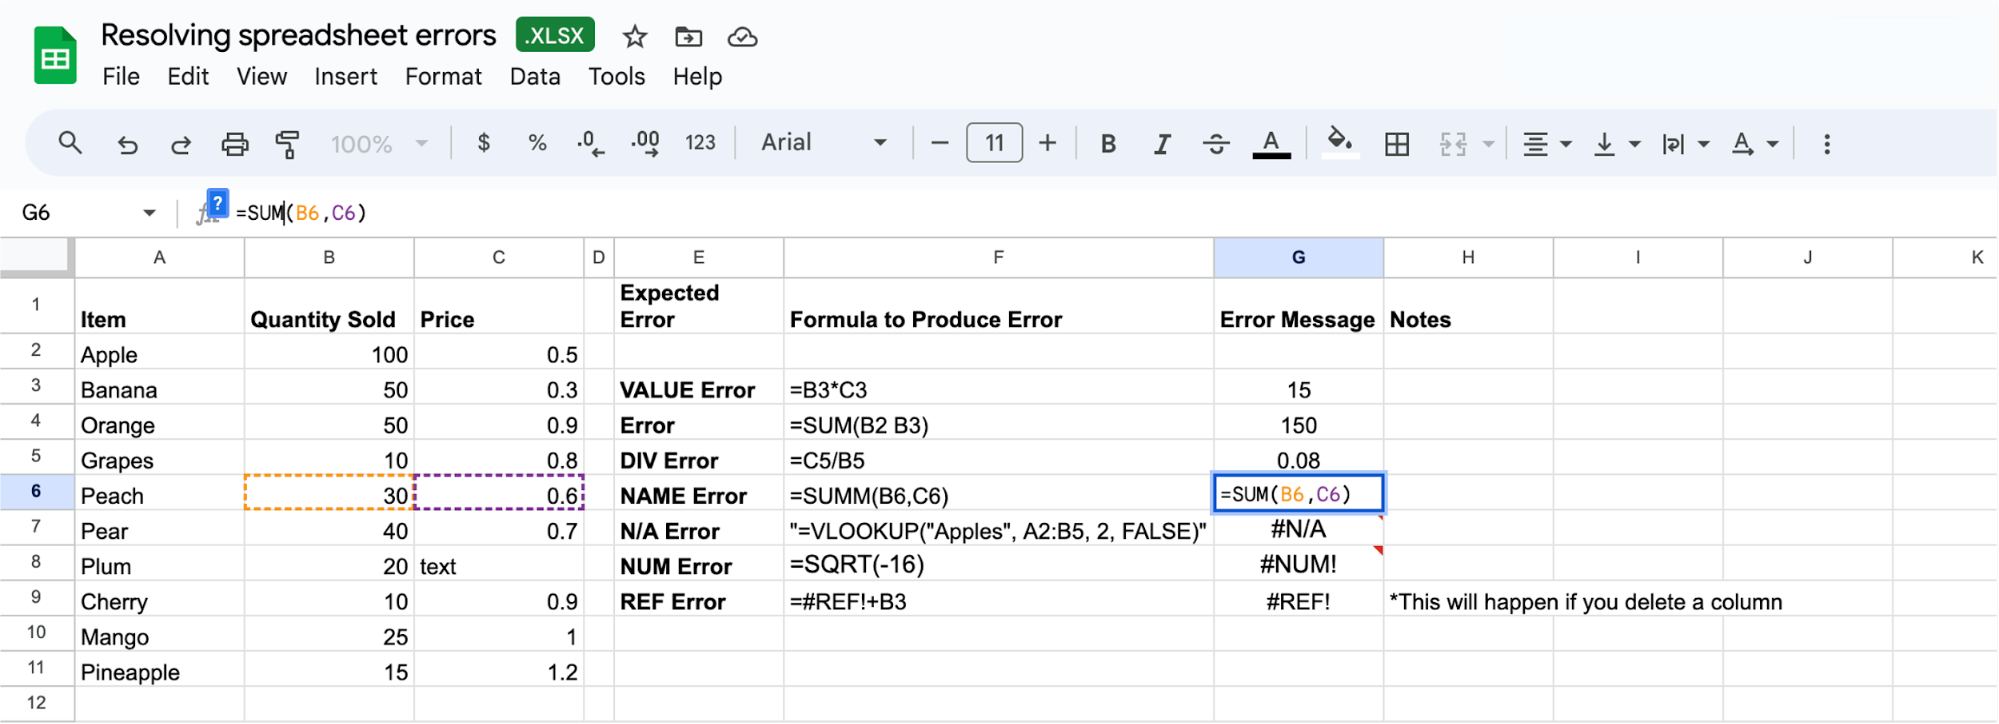 Resolving spreadsheet errors .XLSX
File Edit View Insert Format Data Tools Help
100% $ % .0 .00 123 Arial 11 B I A A
G6 fx ? =SUM(B6,C6)
A B C D E F G H I J K
1 Item Quantity Sold Price Expected Error Formula to Produce Error Error Message Notes
2 Apple 100 0.5
3 Banana 50 0.3 VALUE Error =B3*C3 15
4 Orange 50 0.9 Error =SUM(B2 B3) 150
5 Grapes 10 0.8 DIV Error =C5/B5 0.08
6 Peach 30 0.6 NAME Error =SUMM(B6,C6) =SUM(B6,C6)
7 Pear 40 0.7 N/A Error "=VLOOKUP("Apples", A2:B5, 2, FALSE)" #N/A
8 Plum 20 text NUM Error =SQRT(-16) #NUM!
9 Cherry 10 0.9 REF Error =#REF!+B3 #REF! *This will happen if you delete a column
10 Mango 25 1
11 Pineapple 15 1.2
12